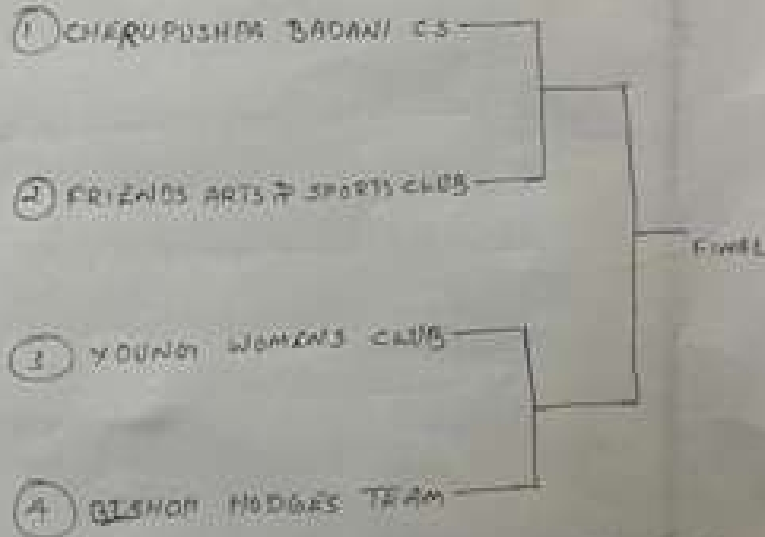 1 CHERUPUSHPA BADANI CS
2 FRIENDS ARTS & SPORTS CLUB
FINAL
3 YOUNG WOMENS CLUB
4 BISHOP HODGES TEAM